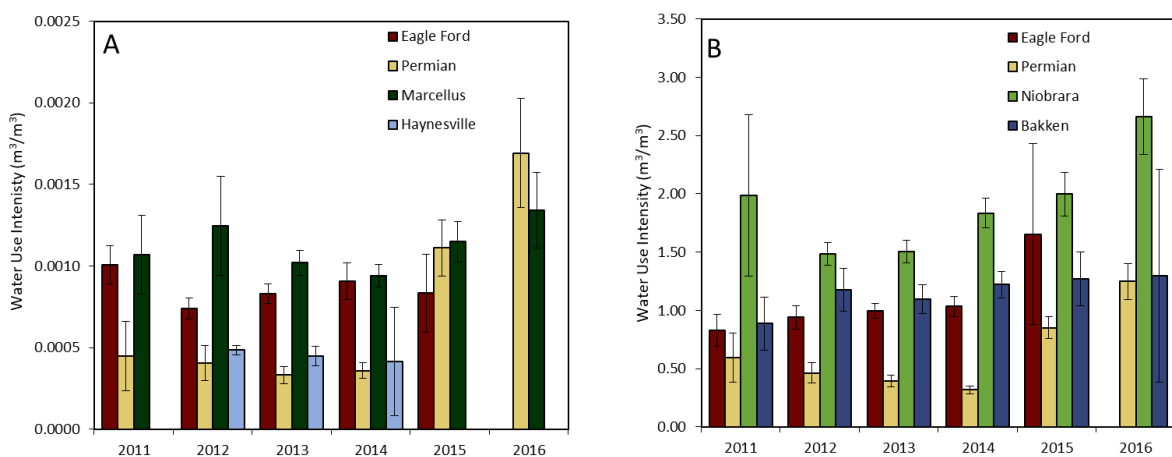 A
Water Use Intenisty (m³/m³)
0.0025
0.0020
0.0015
0.0010
0.0005
0.0000
Eagle Ford
Permian
Marcellus
Haynesville
2011 2012 2013 2014 2015 2016
B
Water Use Intensity (m³/m³)
3.50
3.00
2.50
2.00
1.50
1.00
0.50
0.00
Eagle Ford
Permian
Niobrara
Bakken
2011 2012 2013 2014 2015 2016